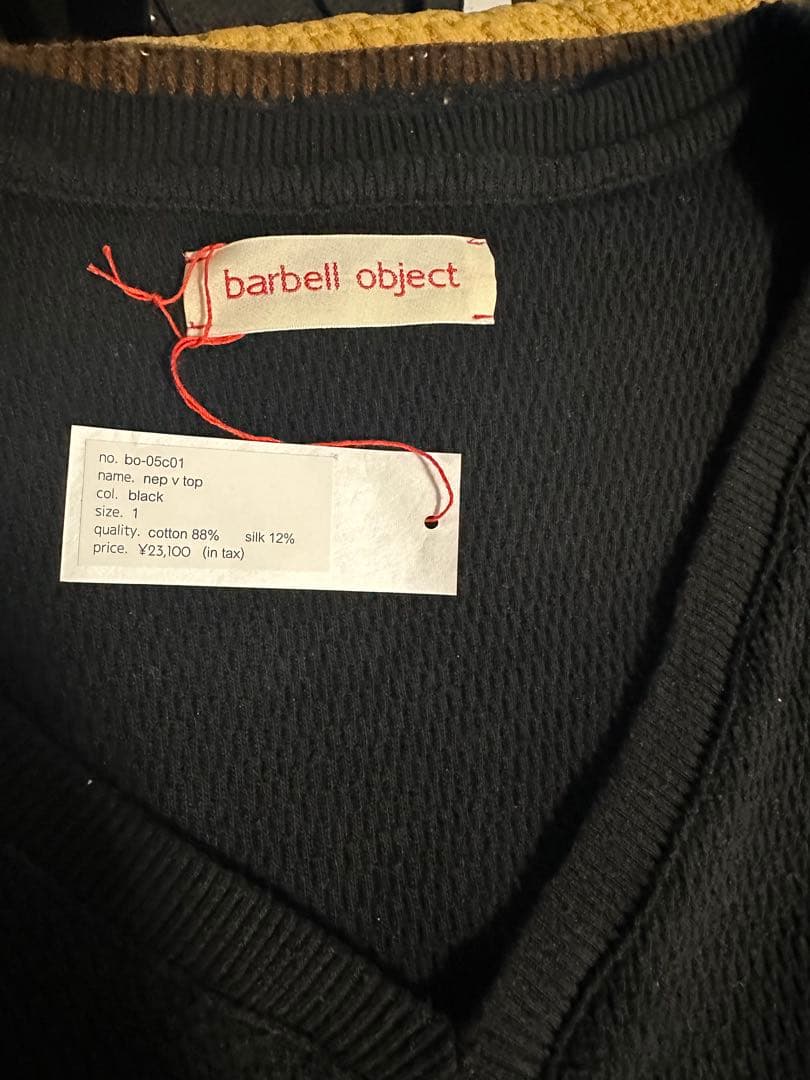 barbell object
no. bo-05c01
name. nep v top
col. black
size. 1
quality. cotton 88% silk 12%
price. ¥23,100 (in tax)